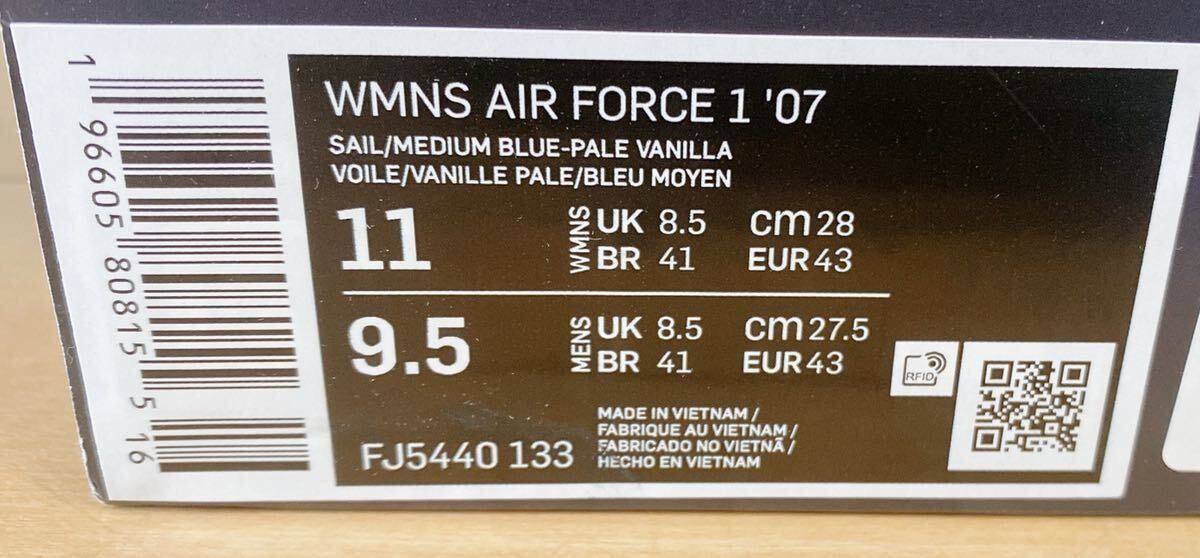 1 96605 80815 5 16
WMNS AIR FORCE 1 '07
SAIL/MEDIUM BLUE-PALE VANILLA
VOILE/VANILLE PALE/BLEU MOYEN
11 WMNS UK 8.5 cm 28
BR 41 EUR 43
9.5 MENS UK 8.5 cm 27.5
BR 41 EUR 43
RFID
FJ5440 133
MADE IN VIETNAM /
FABRIQUE AU VIETNAM /
FABRICADO NO VIETNÃ /
HECHO EN VIETNAM